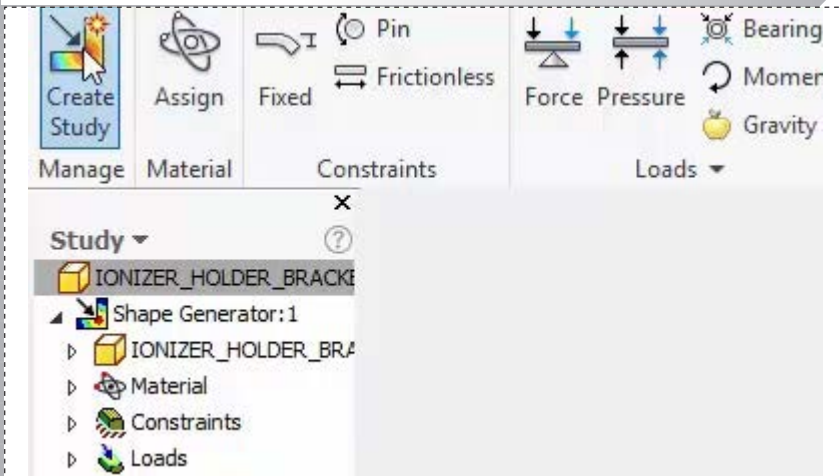 Create Study
Assign
Fixed
Pin
Frictionless
Force
Pressure
Bearing
Momen
Gravity
Manage
Material
Constraints
Loads
Study
?
IONIZER_HOLDER_BRACKE
Shape Generator:1
IONIZER_HOLDER_BRA
Material
Constraints
Loads